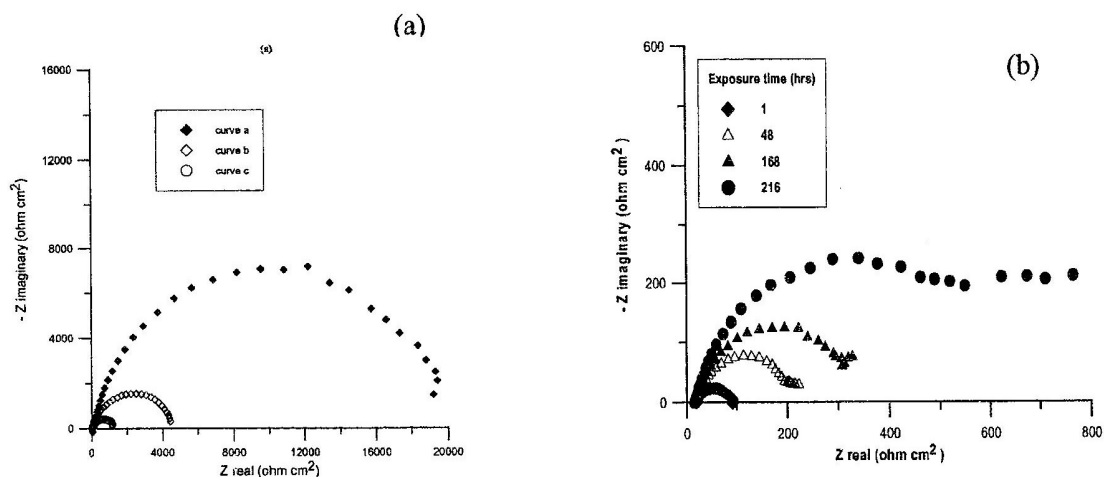 (a)
(a)
16000
12000
8000
4000
0
- Z imaginary (ohm cm2)
curve a
curve b
curve c
0
4000
8000
12000
16000
20000
Z real (ohm cm2)
(b)
600
400
200
0
- Z imaginary (ohm cm2)
Exposure time (hrs)
1
48
168
216
0
200
400
600
800
Z real (ohm cm2)